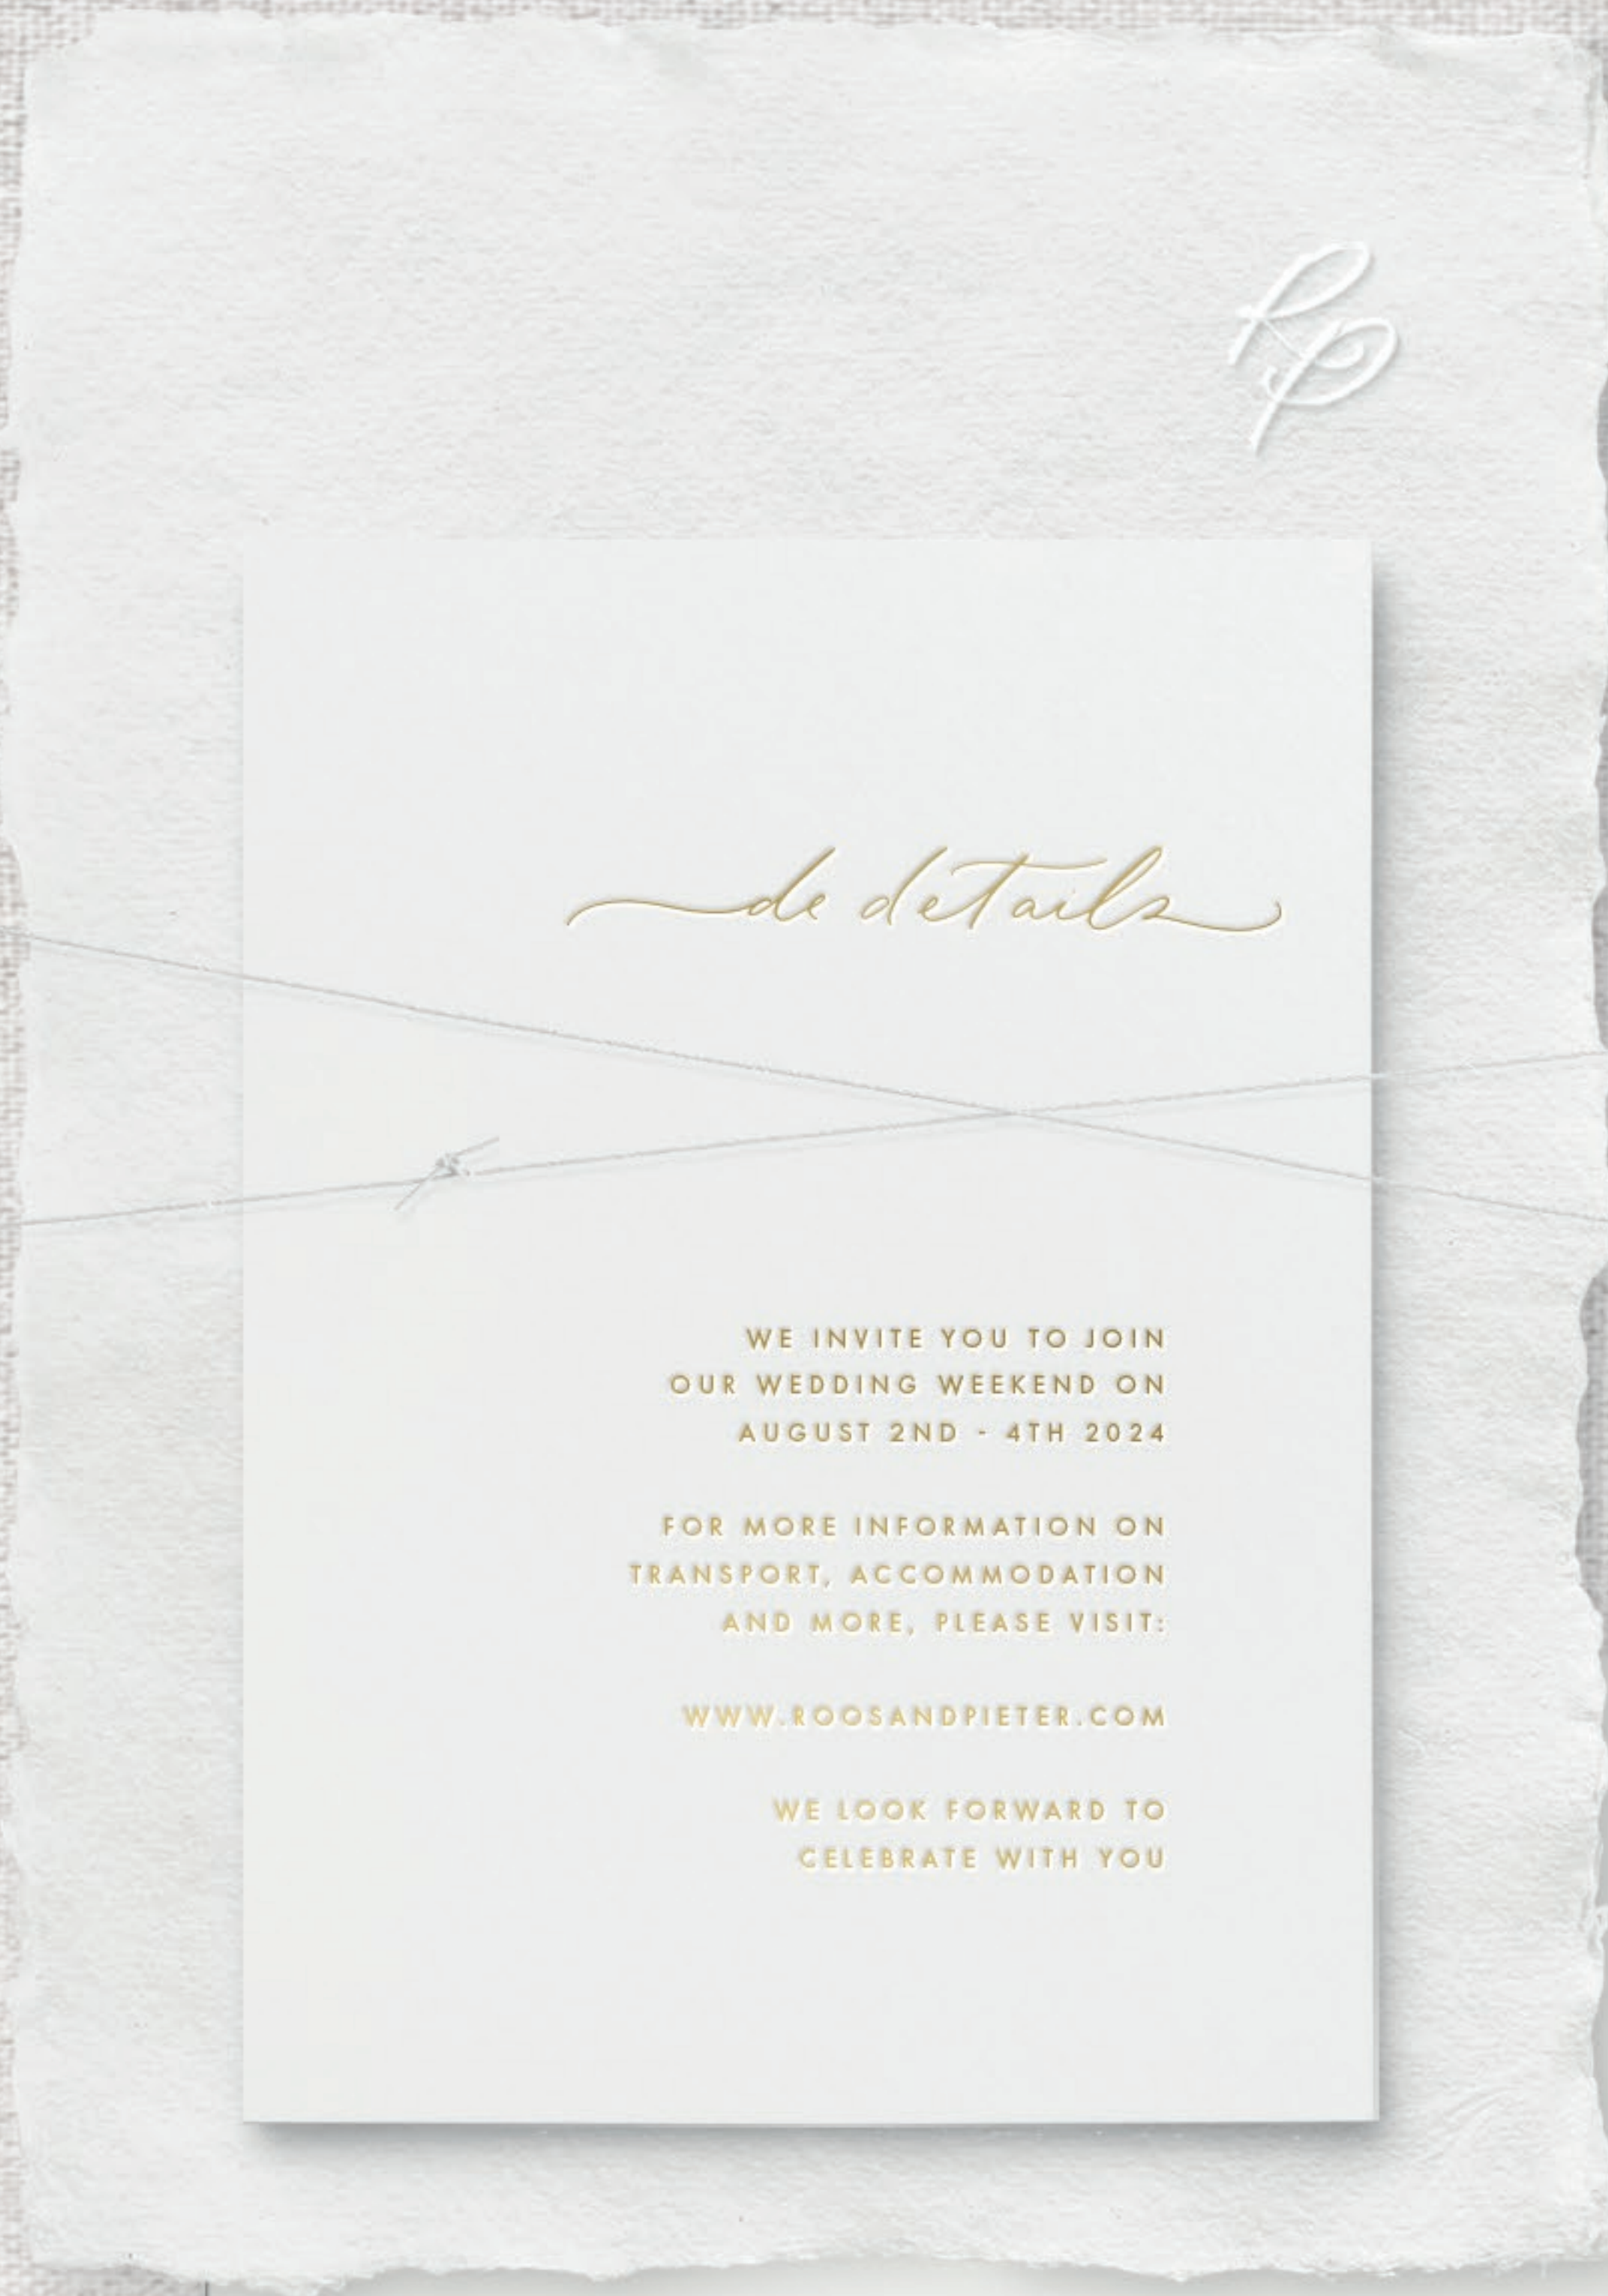 RP
de details
WE INVITE YOU TO JOIN
OUR WEDDING WEEKEND ON
AUGUST 2ND - 4TH 2024
FOR MORE INFORMATION ON
TRANSPORT, ACCOMMODATION
AND MORE, PLEASE VISIT:
WWW.ROOSANDPIETER.COM
WE LOOK FORWARD TO
CELEBRATE WITH YOU